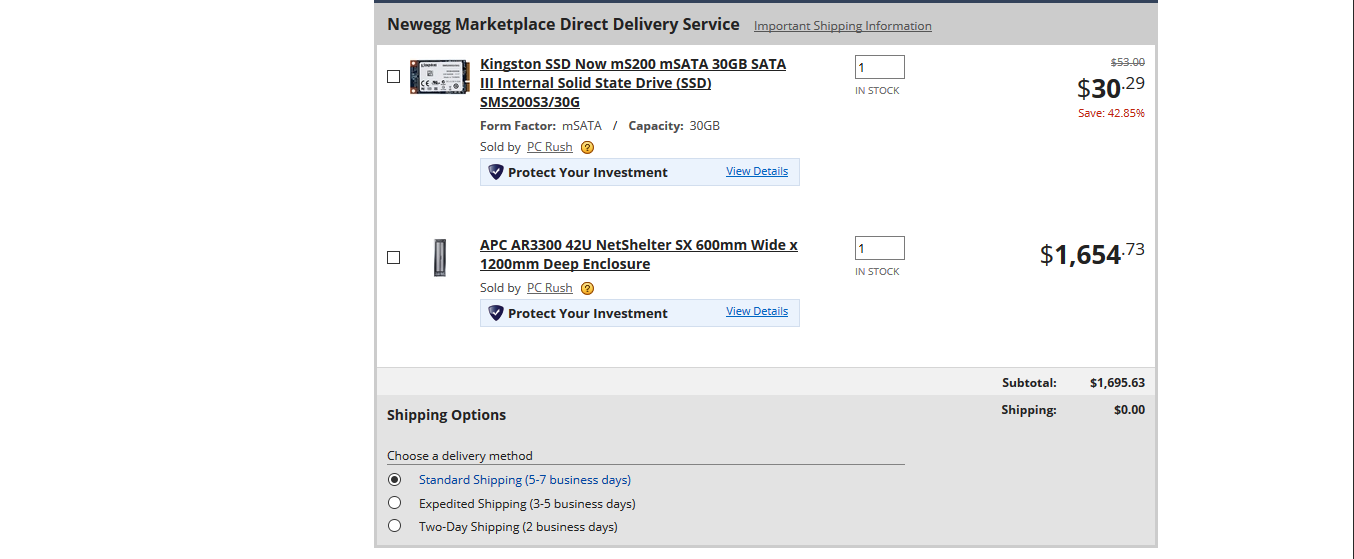 Newegg Marketplace Direct Delivery Service Important Shipping Information
Kingston SSD Now mS200 mSATA 30GB SATA
III Internal Solid State Drive (SSD)
SMS200S3/30G
Form Factor: mSATA / Capacity: 30GB
Sold by PC Rush ?
Protect Your Investment View Details
1
IN STOCK
$53.00
$30.29
Save: 42.85%
APC AR3300 42U NetShelter SX 600mm Wide x
1200mm Deep Enclosure
Sold by PC Rush ?
Protect Your Investment View Details
1
IN STOCK
$1,654.73
Subtotal: $1,695.63
Shipping: $0.00
Shipping Options
Choose a delivery method
Standard Shipping (5-7 business days)
Expedited Shipping (3-5 business days)
Two-Day Shipping (2 business days)